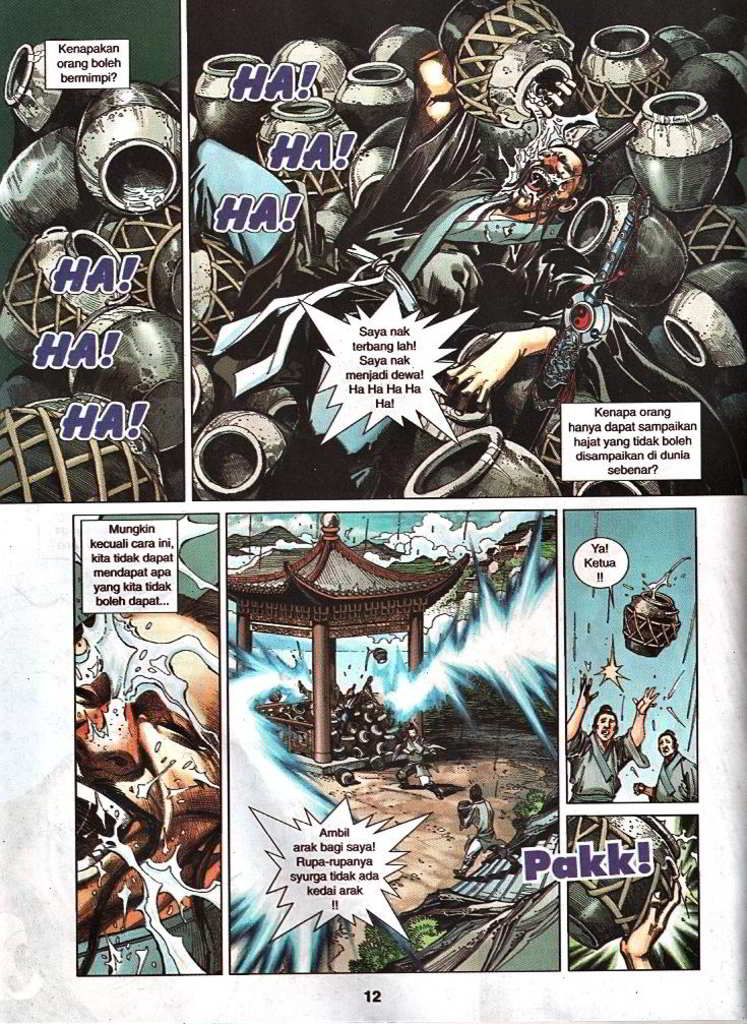 Kenapakan
orang boleh
bermimpi?
HA!
HA!
HA!
HA!
HA!
HA!
Saya nak
terbang lah!
Saya nak
menjadi dewa!
Ha Ha Ha Ha
Ha!
Kenapa orang
hanya dapat sampaikan
hajat yang tidak boleh
disampaikan di dunia
sebenar?
Mungkin
kecuali cara ini,
kita tidak dapat
mendapat apa
yang kita tidak
boleh dapat...
Ambil
arak bagi saya!
Rupa-rupanya
syurga tidak ada
kedai arak
!!
Ya!
Ketua
!!
Pakk!
12